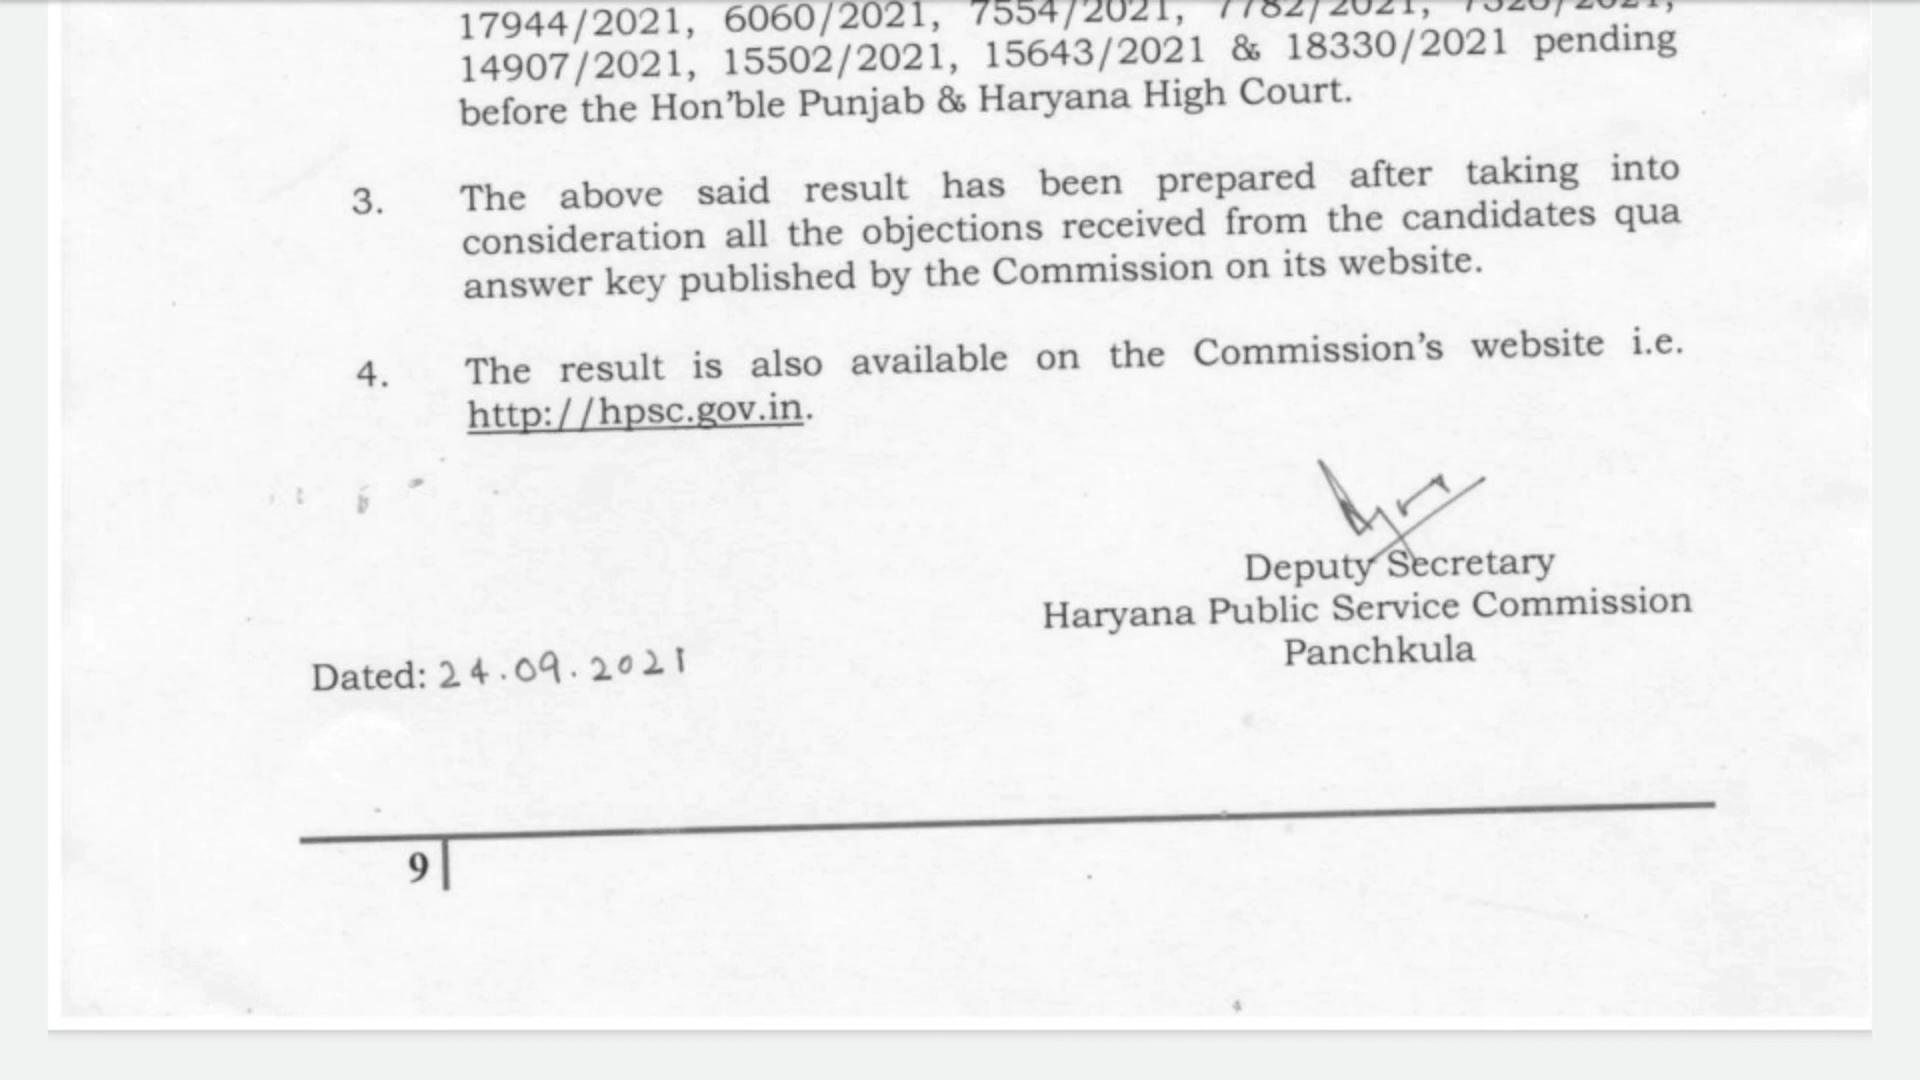 17944/2021, 6060/2021, 7554/2021, 7782/2021,
14907/2021, 15502/2021, 15643/2021 & 18330/2021 pending
before the Hon'ble Punjab & Haryana High Court.
3. The above said result has been prepared after taking into
consideration all the objections received from the candidates qua
answer key published by the Commission on its website.
4. The result is also available on the Commission's website i.e.
http://hpsc.gov.in.
Deputy Secretary
Haryana Public Service Commission
Panchkula
Dated: 24.09.2021
9